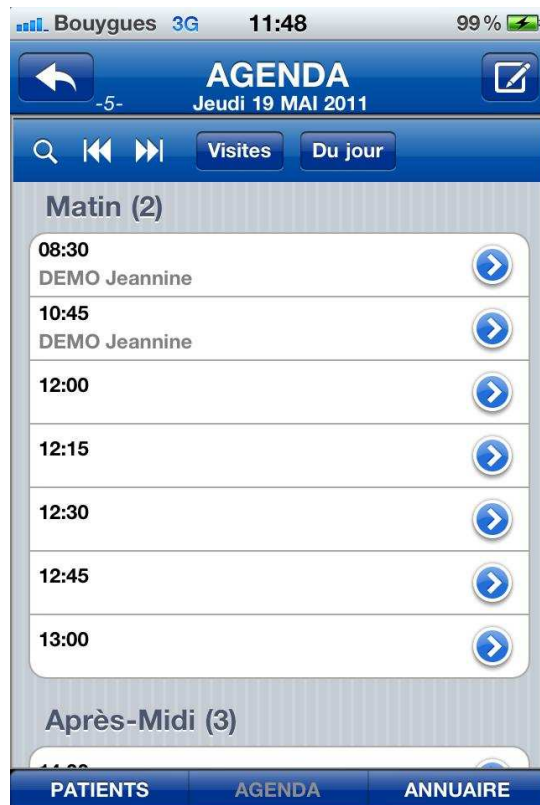 Bouygues 3G 11:48 99 %
AGENDA
-5- Jeudi 19 MAI 2011
Visites Du jour
Matin (2)
08:30
DEMO Jeannine
10:45
DEMO Jeannine
12:00
12:15
12:30
12:45
13:00
Après-Midi (3)
PATIENTS AGENDA ANNUAIRE